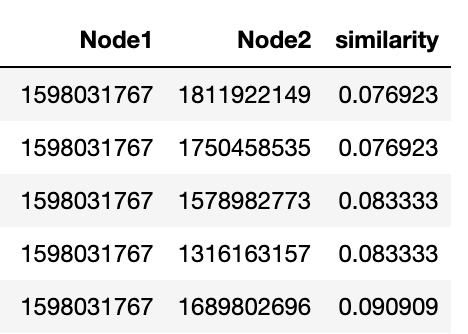 Node1 Node2 similarity
1598031767 1811922149 0.076923
1598031767 1750458535 0.076923
1598031767 1578982773 0.083333
1598031767 1316163157 0.083333
1598031767 1689802696 0.090909